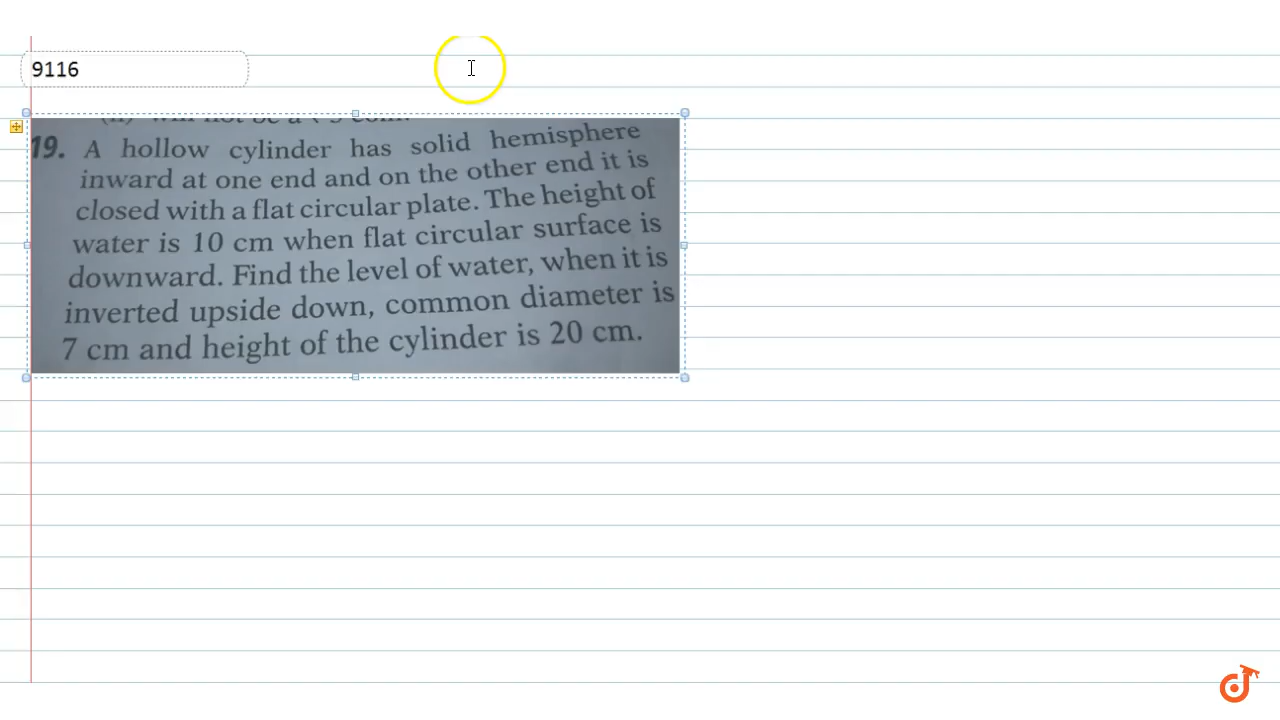 9116
19. A hollow cylinder has solid hemisphere
inward at one end and on the other end it is
closed with a flat circular plate. The height of
water is 10 cm when flat circular surface is
downward. Find the level of water, when it is
inverted upside down, common diameter is
7 cm and height of the cylinder is 20 cm.